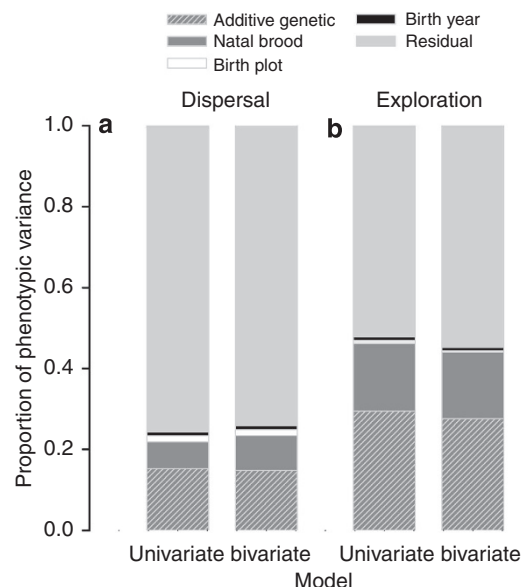 Additive genetic
Natal brood
Birth plot
Birth year
Residual
Dispersal
Exploration
a
b
Proportion of phenotypic variance
1.0
0.8
0.6
0.4
0.2
0.0
Univariate bivariate
Univariate bivariate
Model